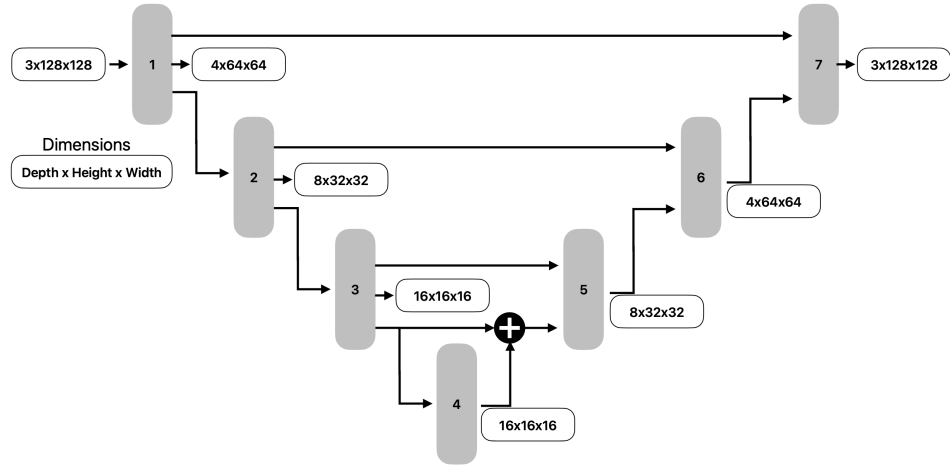 3x128x128
1
4x64x64
7
3x128x128
Dimensions
Depth x Height x Width
2
8x32x32
6
4x64x64
3
16x16x16
5
8x32x32
4
16x16x16